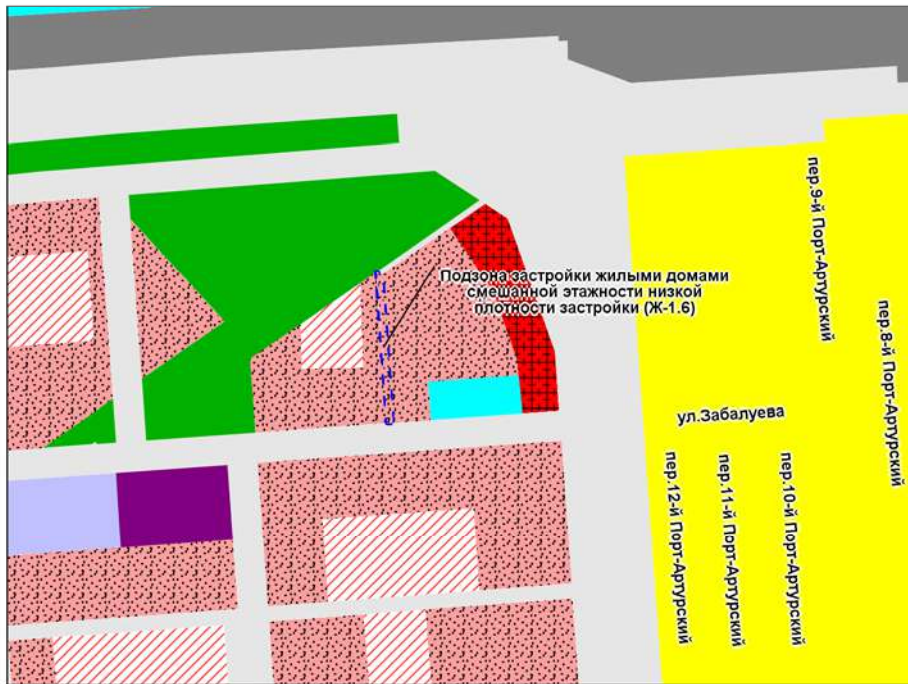 пер.9-й Порт-Артурский
Подзона застройки жилыми домами
смешанной этажности низкой
плотности застройки (Ж-1.6)
пер.8-й Порт-Артурский
ул.Забалуева
пер.12-й Порт-Артурский
пер.11-й Порт-Артурский
пер.10-й Порт-Артурский